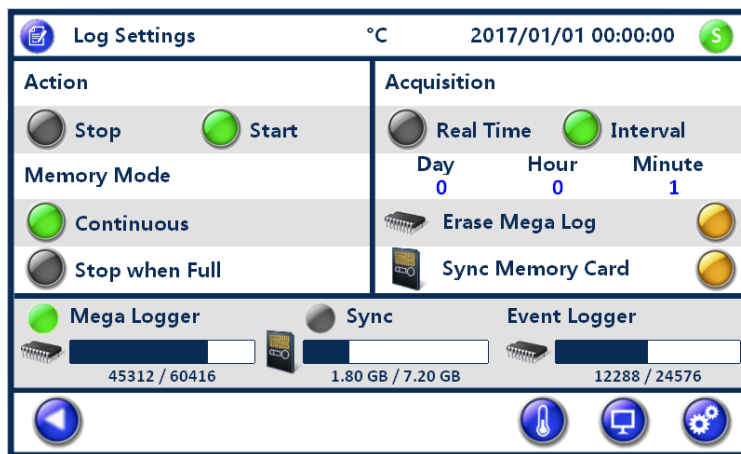 Log Settings °C 2017/01/01 00:00:00 S
Action
Stop Start
Memory Mode
Continuous
Stop when Full
Acquisition
Real Time Interval
Day Hour Minute
0 0 1
Erase Mega Log
Sync Memory Card
Mega Logger Sync Event Logger
45312 / 60416 1.80 GB / 7.20 GB 12288 / 24576